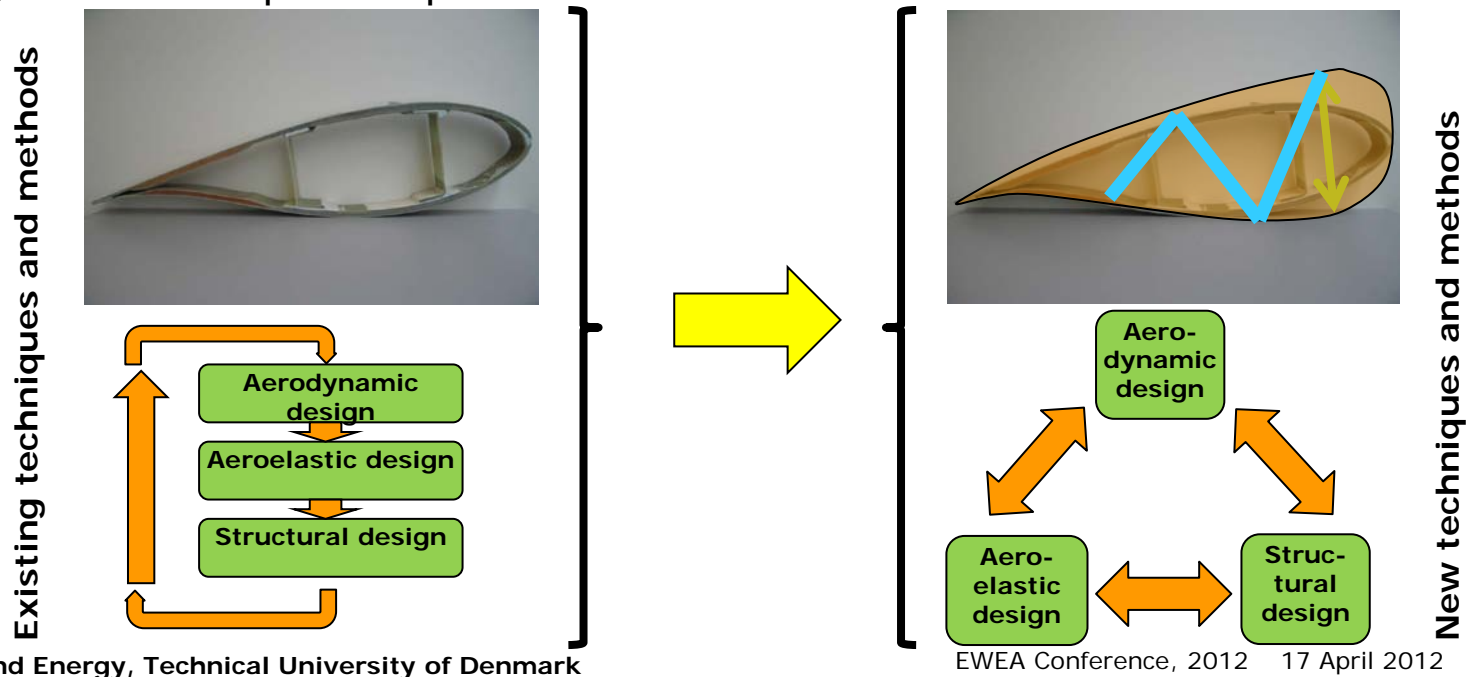 Existing techniques and methods
Aerodynamic
design
Aeroelastic design
Structural design
Aero-
dynamic
design
Aero-
elastic
design
Struc-
tural
design
New techniques and methods
Energy, Technical University of Denmark
EWEA Conference, 2012 17 April 2012